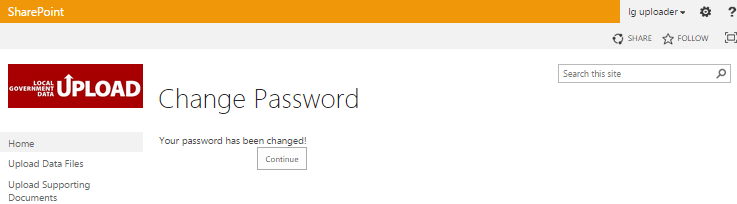 SharePoint
lg uploader
?
SHARE
FOLLOW
LOCAL
GOVERNMENT
DATA
UPLOAD
Search this site
Change Password
Home
Your password has been changed!
Continue
Upload Data Files
Upload Supporting
Documents